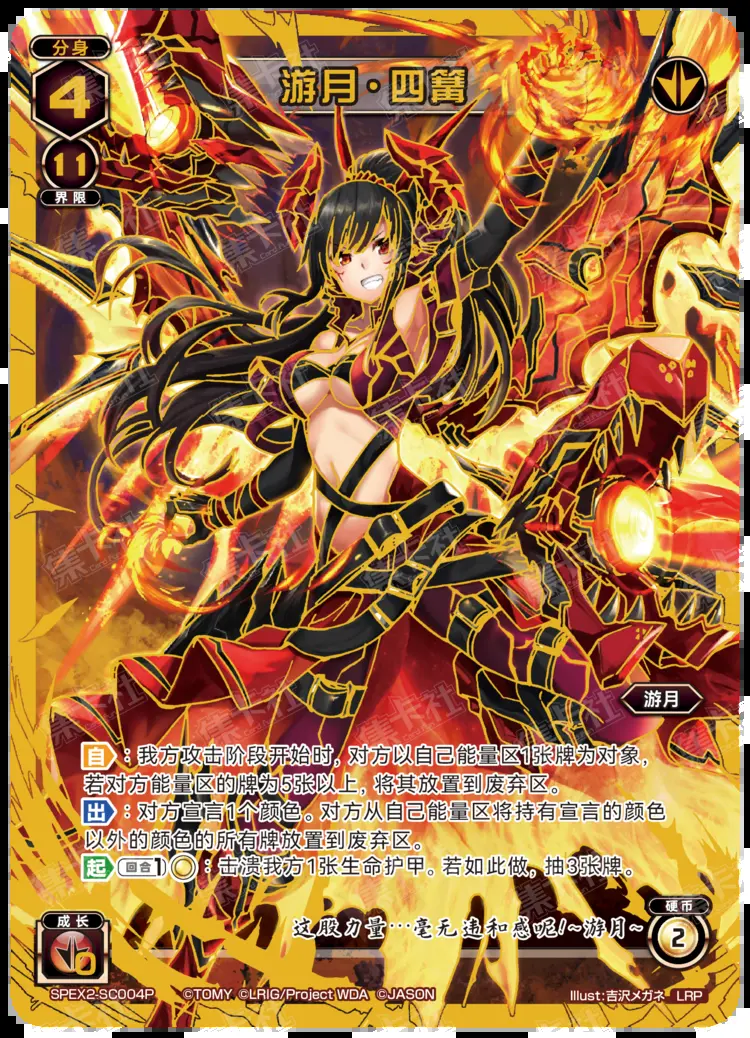 分身
4
游月·四篝
11
界限
游月
自：我方攻击阶段开始时，对方以自己能量区1张牌为对象，
若对方能量区的牌为5张以上，将其放置到废弃区。
出：对方宣言1个颜色。对方从自己能量区将持有宣言的颜色
以外的颜色的所有牌放置到废弃区。
起 回合1：击溃我方1张生命护甲。若如此做，抽3张牌。
成长
0
这股力量…毫无违和感呢!~游月~
硬币
2
SPEX2-SC004P ©TOMY ©LRIG/Project WDA ©JASON Illust:吉沢メガネ LRP
集卡社